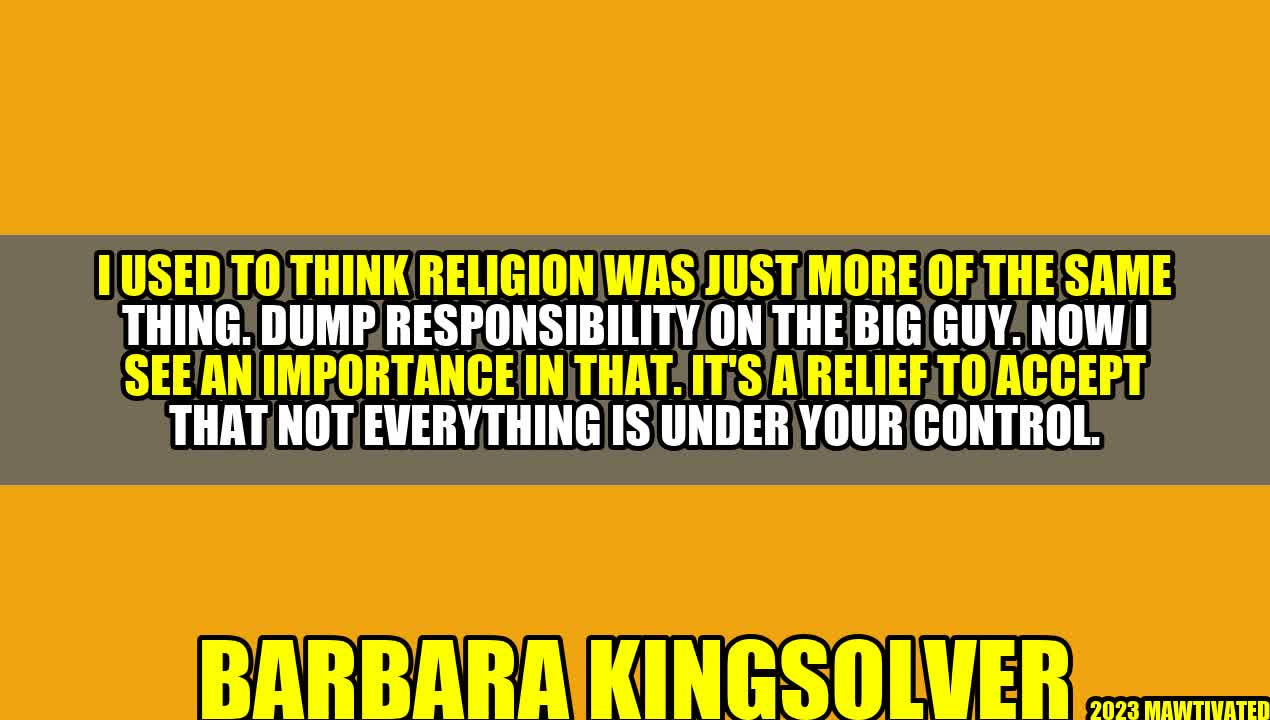 I USED TO THINK RELIGION WAS JUST MORE OF THE SAME
THING. DUMP RESPONSIBILITY ON THE BIG GUY. NOW I
SEE AN IMPORTANCE IN THAT. IT'S A RELIEF TO ACCEPT
THAT NOT EVERYTHING IS UNDER YOUR CONTROL.
BARBARA KINGSOLVER
2023 MAWTIVATED